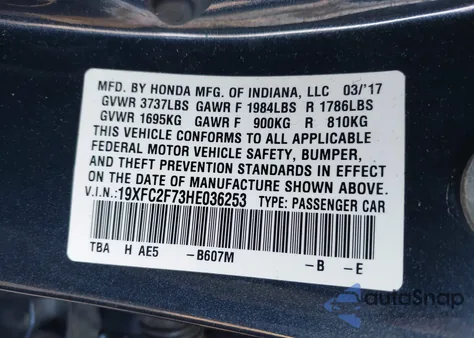 MFD. BY HONDA MFG. OF INDIANA, LLC 03/'17
GVWR 3737LBS GAWR F 1984LBS R 1786LBS
GVWR 1695KG GAWR F 900KG R 810KG
THIS VEHICLE CONFORMS TO ALL APPLICABLE
FEDERAL MOTOR VEHICLE SAFETY, BUMPER,
AND THEFT PREVENTION STANDARDS IN EFFECT
ON THE DATE OF MANUFACTURE SHOWN ABOVE.
V.I.N.:19XFC2F73HE036253 TYPE: PASSENGER CAR
TBA H AE5 -B607M -B -E
autoSnap